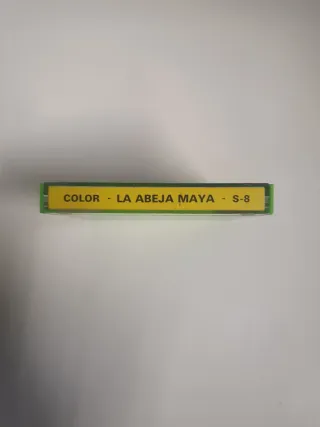 COLOR - LA ABEJA MAYA - S-8